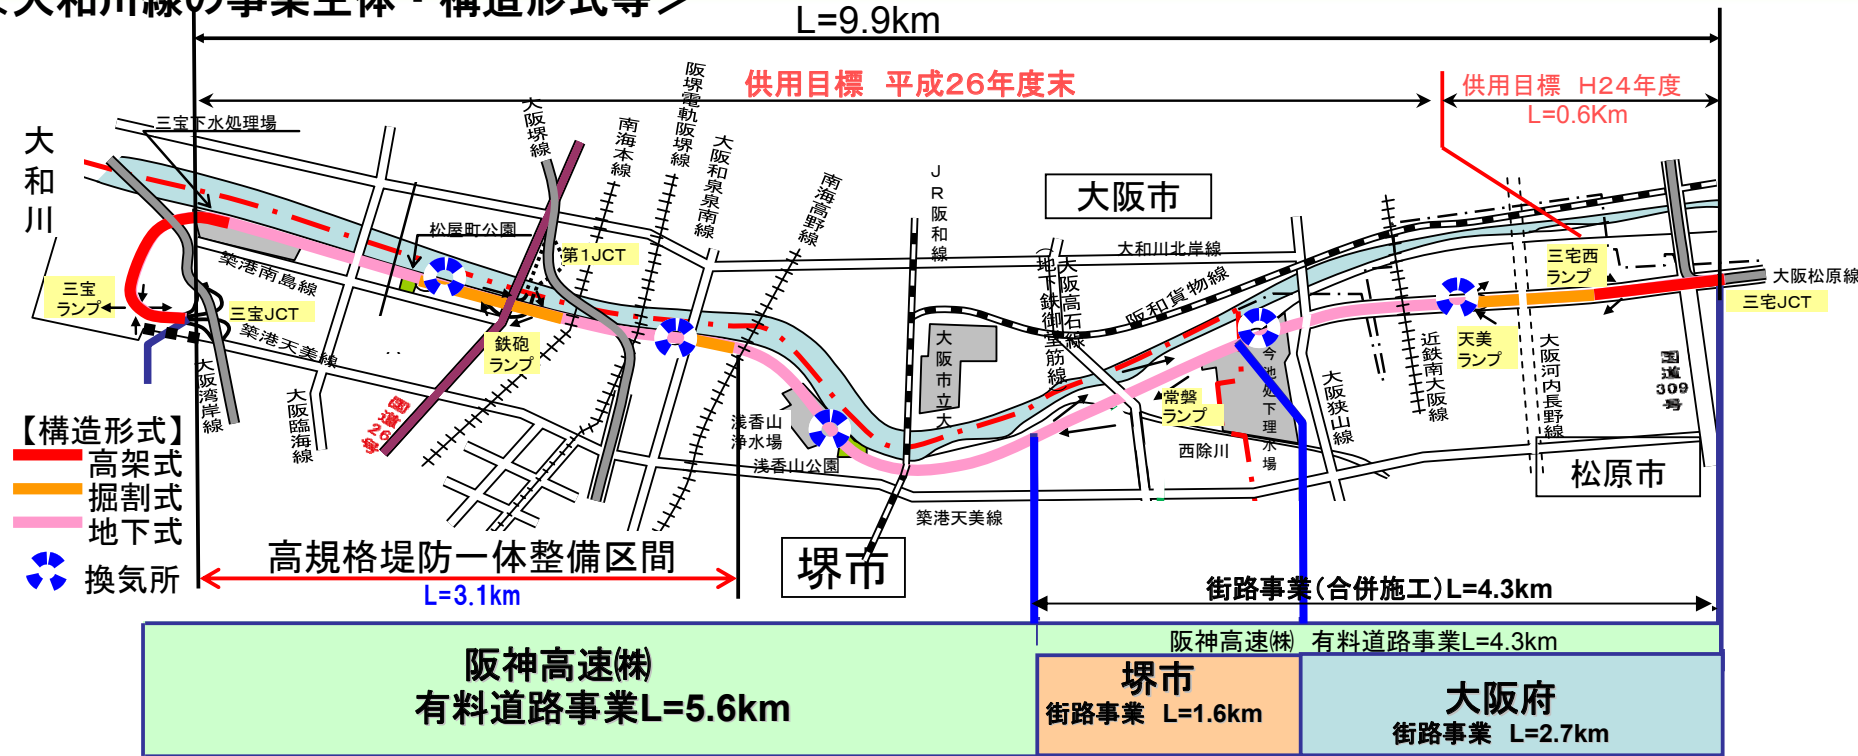 大和川線の事業主体・構造形式等＞
L=9.9km
供用目標 平成26年度末
供用目標 H24年度
L=0.6Km
大和川
三宝下水処理場
大阪堺線
南海本線
阪堺電軌阪堺線
大阪和泉泉南線
南海高野線
JR阪和線
大阪市
大和川北岸線
松屋町公園
第1JCT
築港南島線
三宝ランプ
三宝JCT
築港天美線
鉄砲ランプ
大阪湾岸線
大阪臨海線
国道26号
浅香山浄水場
浅香山公園
大阪市立大
地下鉄御堂筋線
大阪高石線
阪和貨物線
常磐ランプ
西除川
今池処下理水場
大阪狭山線
近鉄南大阪線
天美ランプ
三宅西ランプ
大阪河内長野線
国道309号
大阪松原線
三宅JCT
松原市
築港天美線
堺市
【構造形式】
高架式
掘割式
地下式
換気所
高規格堤防一体整備区間
L=3.1km
街路事業(合併施工)L=4.3km
阪神高速㈱ 有料道路事業L=4.3km
阪神高速㈱
有料道路事業L=5.6km
堺市
街路事業 L=1.6km
大阪府
街路事業 L=2.7km